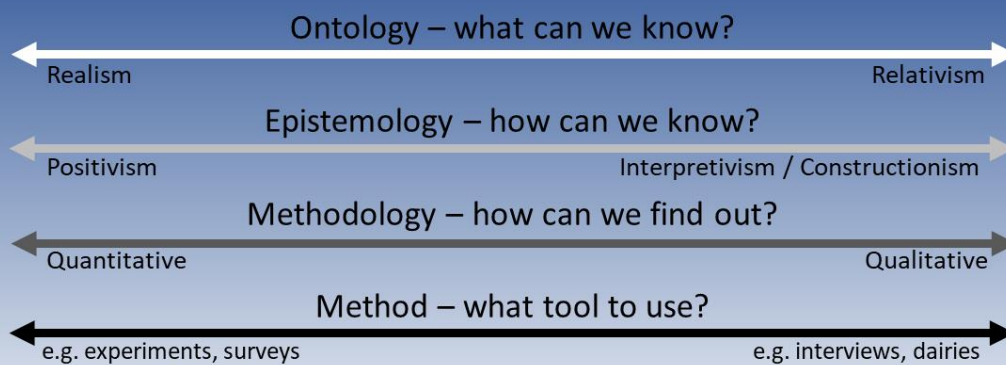 Ontology – what can we know?
Realism Relativism
Epistemology – how can we know?
Positivism Interpretivism / Constructionism
Methodology – how can we find out?
Quantitative Qualitative
Method – what tool to use?
e.g. experiments, surveys e.g. interviews, dairies